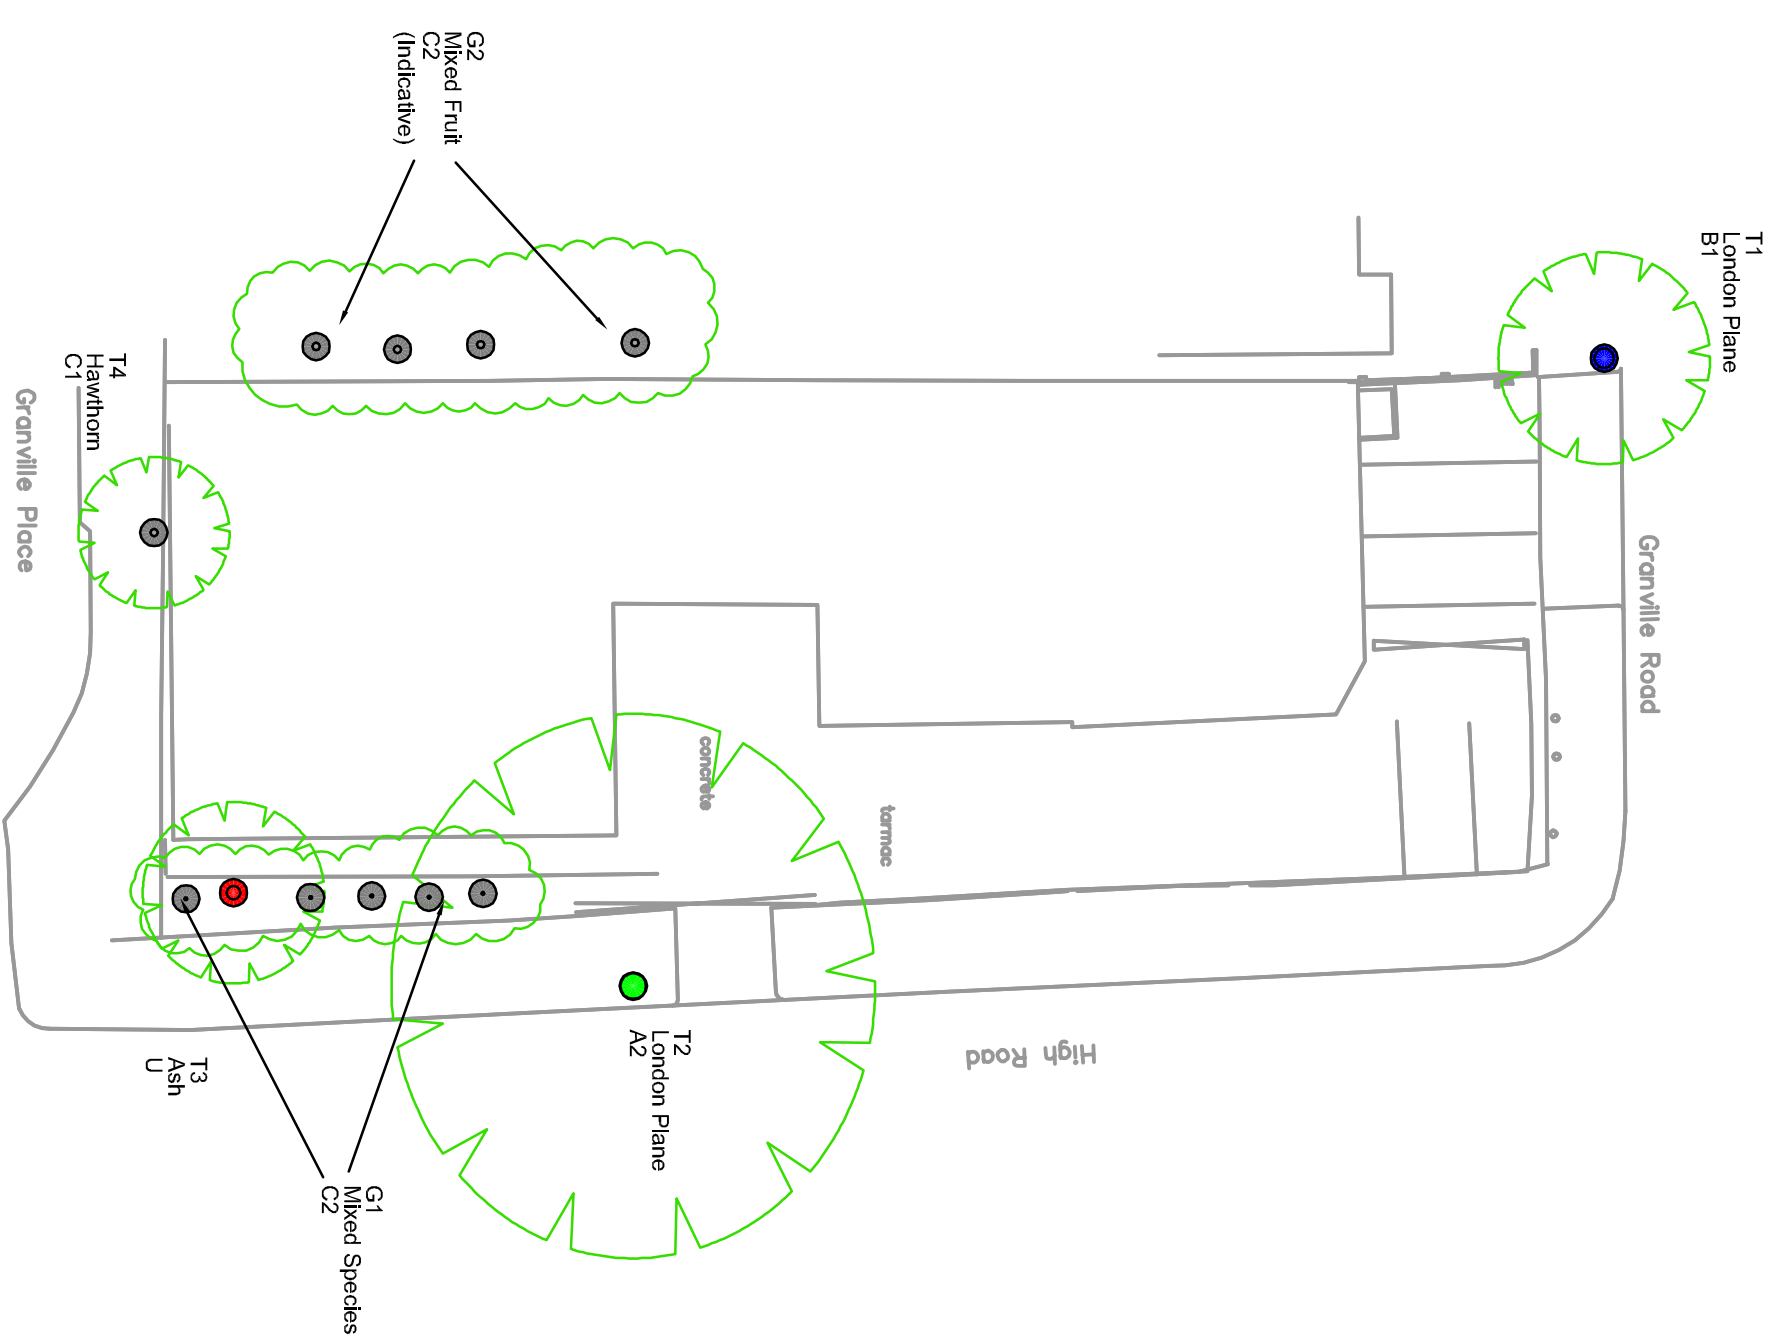 G2
Mixed Fruit
C2
(Indicative)
T1
London Plane
B1
T4
Hawthorn
C1
Granville Place
Granville Road
concrete
tarmac
High Road
T2
London Plane
A2
T3
Ash
U
G1
Mixed Species
C2